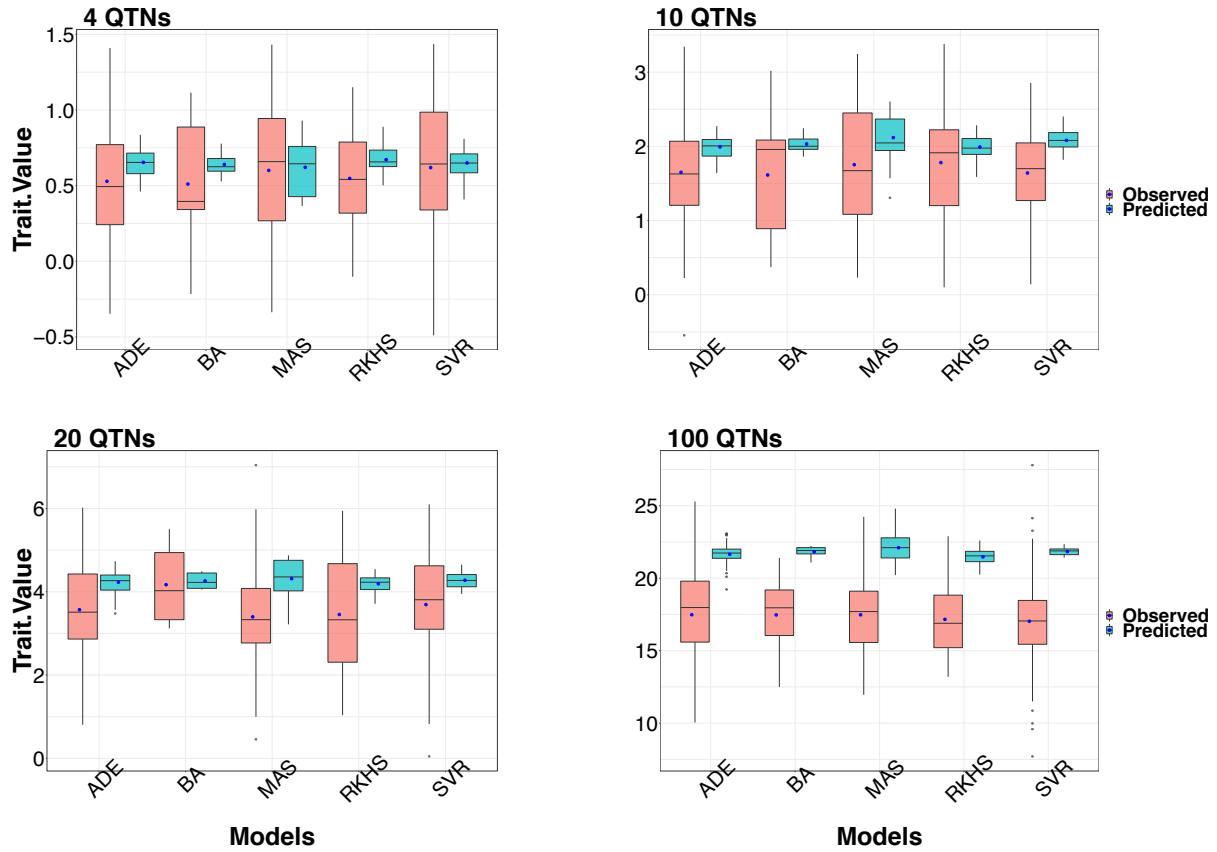 4 QTNs
10 QTNs
1.5
1.0
0.5
0.0
−0.5
Trait.Value
ADE
BA
MAS
RKHS
SVR
3
2
1
0
ADE
BA
MAS
RKHS
SVR
Observed
Predicted
20 QTNs
100 QTNs
6
4
2
0
Trait.Value
ADE
BA
MAS
RKHS
SVR
Models
25
20
15
10
ADE
BA
MAS
RKHS
SVR
Models
Observed
Predicted